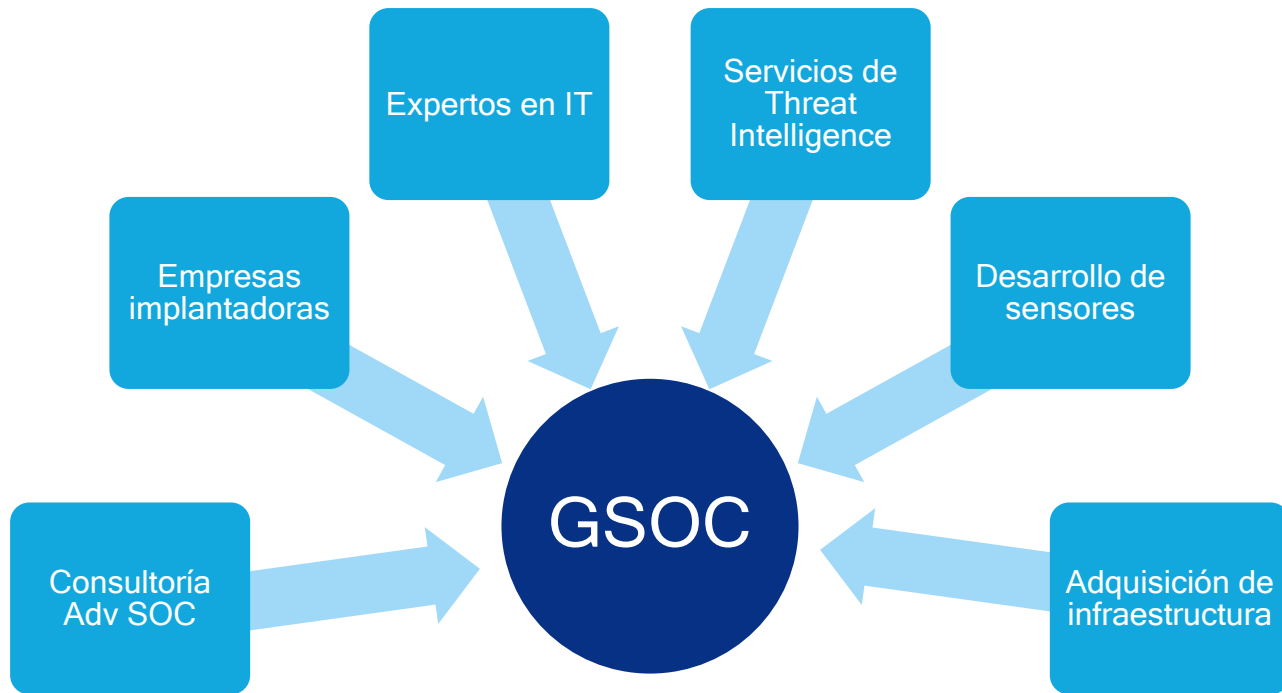 Expertos en IT
Servicios de
Threat
Intelligence
Empresas
implantadoras
Desarrollo de
sensores
GSOC
Consultoría
Adv SOC
Adquisición de
infraestructura